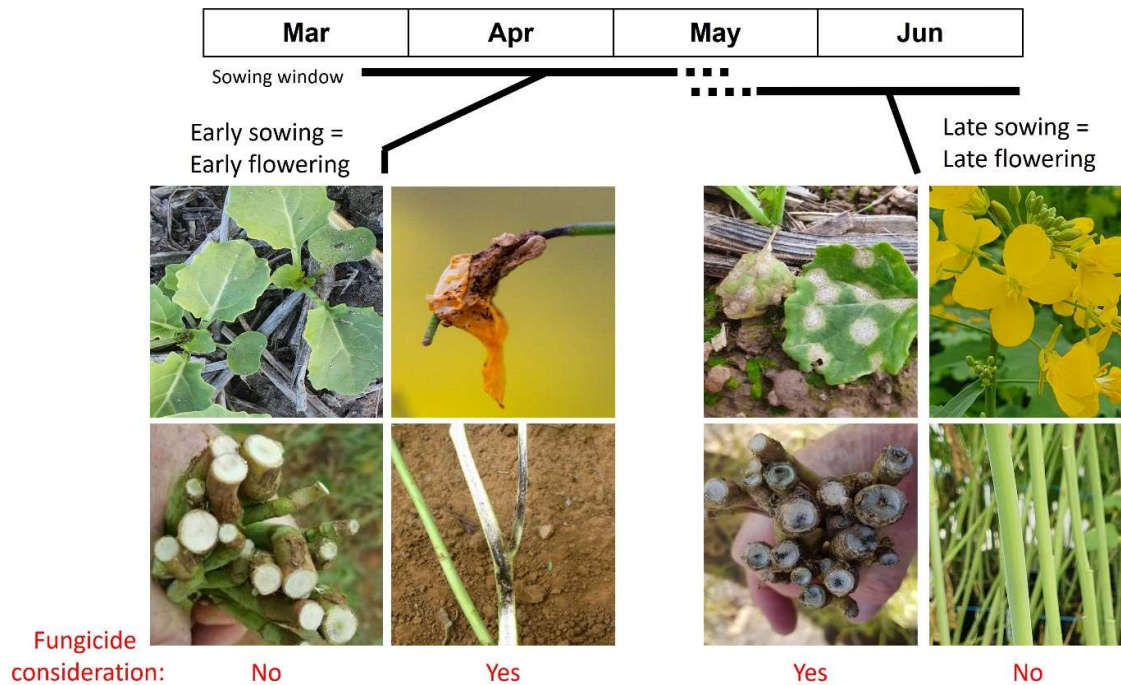 Mar Apr May Jun
Sowing window
Early sowing =
Early flowering
Late sowing =
Late flowering
Fungicide
consideration: No Yes Yes No